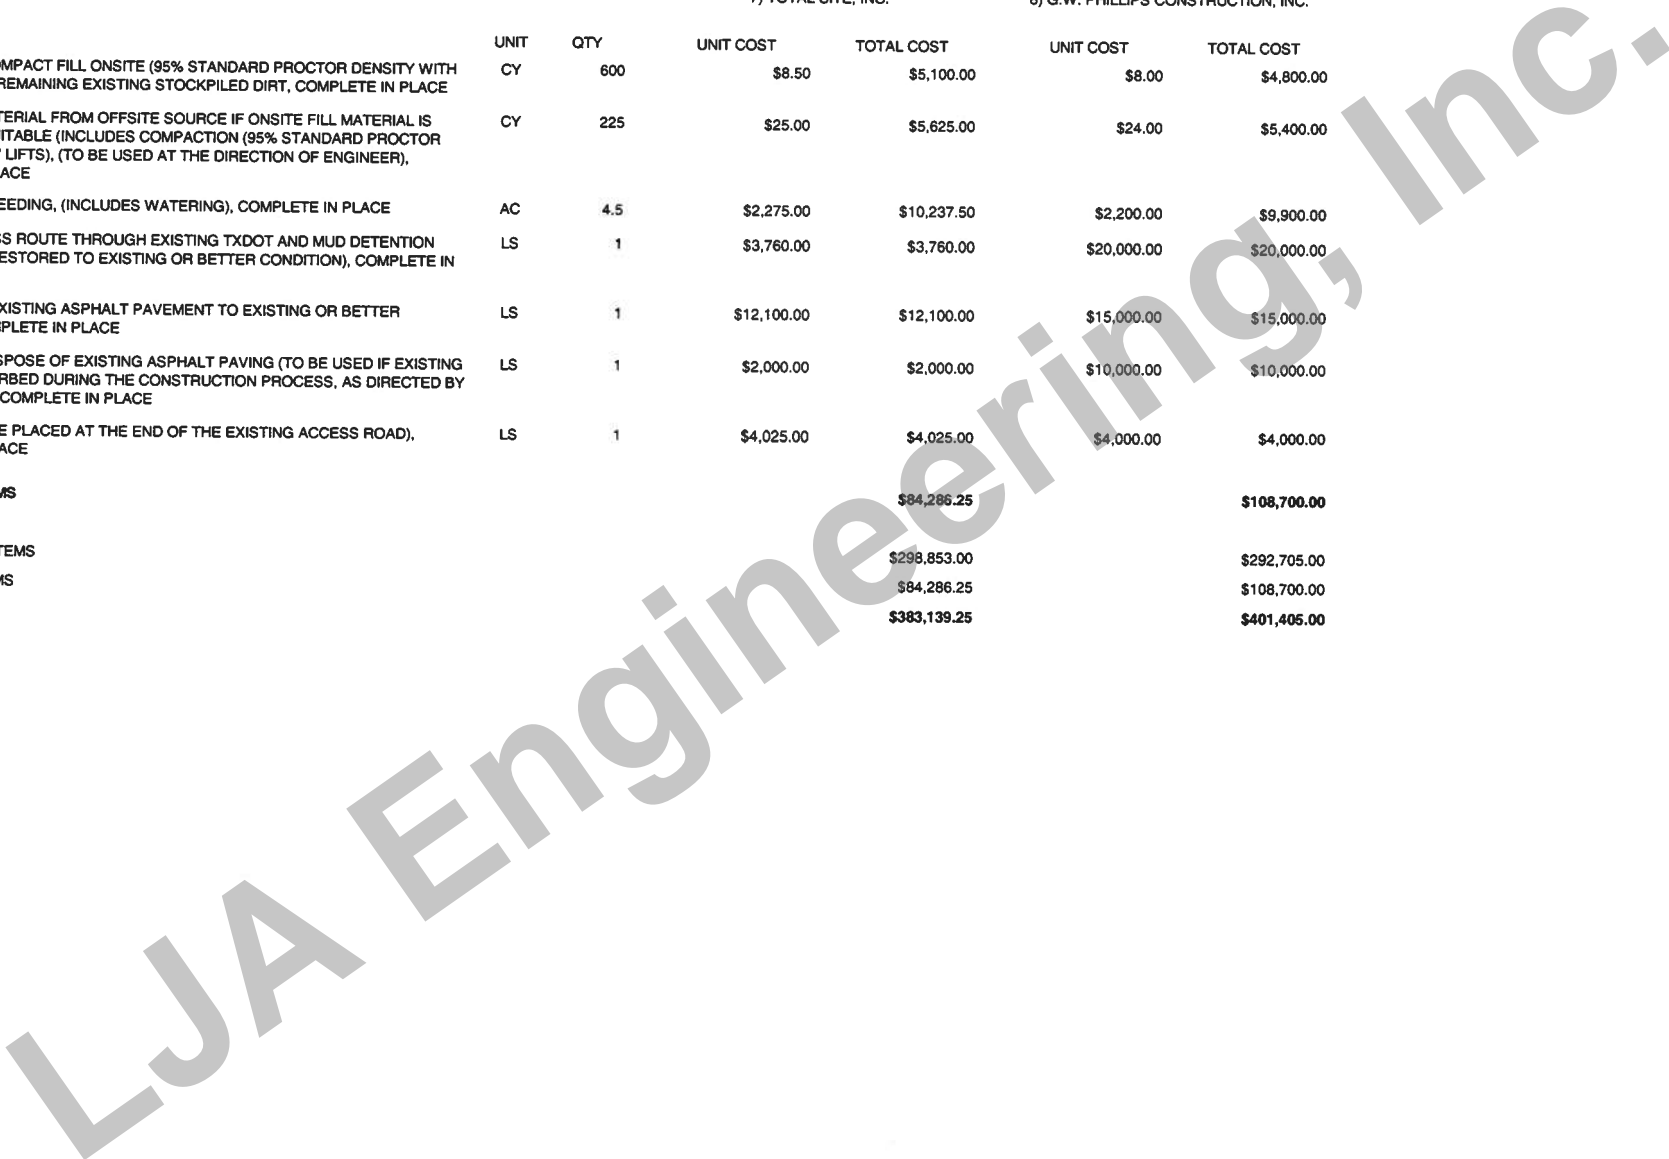 7) TOTAL SITE, INC. 8) G.W. PHILLIPS CONSTRUCTION, INC.
UNIT QTY UNIT COST TOTAL COST UNIT COST TOTAL COST
OMPACT FILL ONSITE (95% STANDARD PROCTOR DENSITY WITH CY 600 $8.50 $5,100.00 $8.00 $4,800.00
REMAINING EXISTING STOCKPILED DIRT, COMPLETE IN PLACE
TERIAL FROM OFFSITE SOURCE IF ONSITE FILL MATERIAL IS CY 225 $25.00 $5,625.00 $24.00 $5,400.00
ITABLE (INCLUDES COMPACTION (95% STANDARD PROCTOR
" LIFTS), (TO BE USED AT THE DIRECTION OF ENGINEER),
ACE
EEDING, (INCLUDES WATERING), COMPLETE IN PLACE AC 4.5 $2,275.00 $10,237.50 $2,200.00 $9,900.00
SS ROUTE THROUGH EXISTING TXDOT AND MUD DETENTION LS 1 $3,760.00 $3,760.00 $20,000.00 $20,000.00
ESTORED TO EXISTING OR BETTER CONDITION), COMPLETE IN
XISTING ASPHALT PAVEMENT TO EXISTING OR BETTER LS 1 $12,100.00 $12,100.00 $15,000.00 $15,000.00
PLETE IN PLACE
SPOSE OF EXISTING ASPHALT PAVING (TO BE USED IF EXISTING LS 1 $2,000.00 $2,000.00 $10,000.00 $10,000.00
RBED DURING THE CONSTRUCTION PROCESS, AS DIRECTED BY
COMPLETE IN PLACE
E PLACED AT THE END OF THE EXISTING ACCESS ROAD), LS 1 $4,025.00 $4,025.00 $4,000.00 $4,000.00
ACE
MS $84,286.25 $108,700.00
TEMS $298,853.00 $292,705.00
MS $84,286.25 $108,700.00
$383,139.25 $401,405.00
LJA Engineering, Inc.